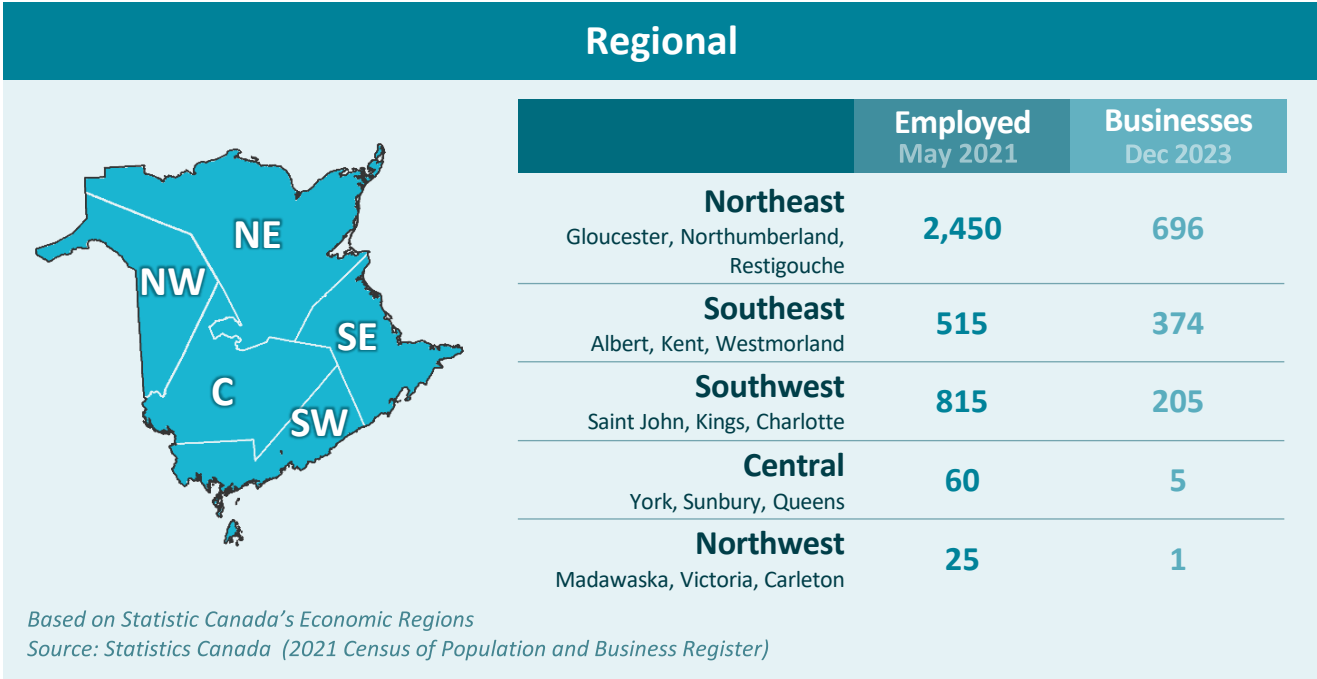 Regional
NE
NW
SE
C
SW
Employed
May 2021
Businesses
Dec 2023
Northeast
Gloucester, Northumberland,
Restigouche
2,450
696
Southeast
Albert, Kent, Westmorland
515
374
Southwest
Saint John, Kings, Charlotte
815
205
Central
York, Sunbury, Queens
60
5
Northwest
Madawaska, Victoria, Carleton
25
1
Based on Statistic Canada’s Economic Regions
Source: Statistics Canada (2021 Census of Population and Business Register)